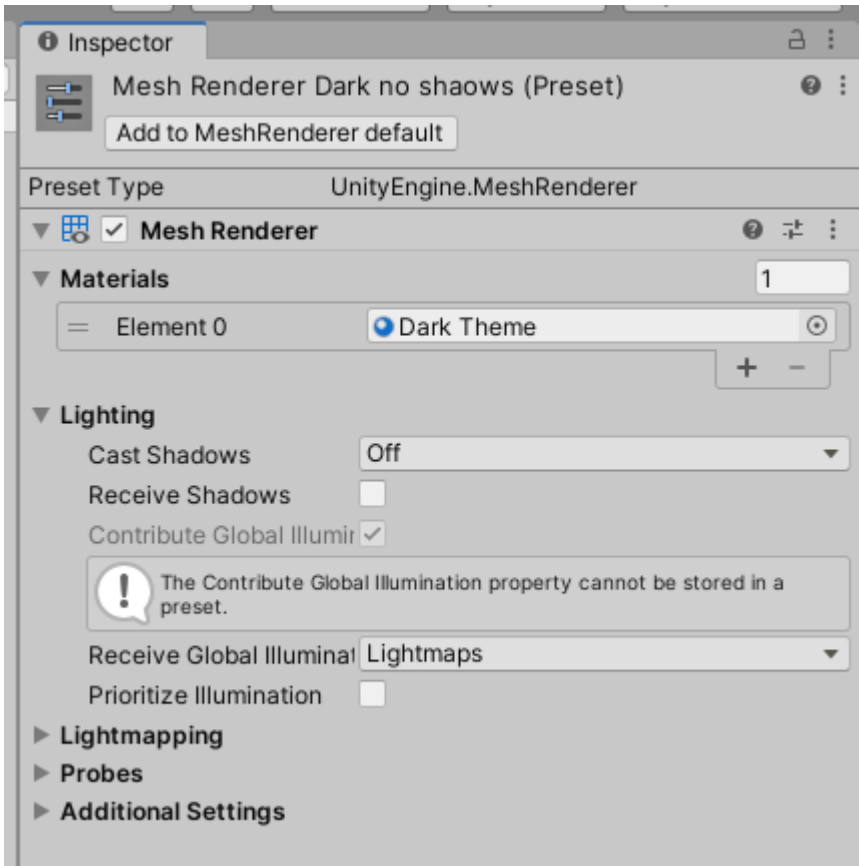 Inspector
Mesh Renderer Dark no shaows (Preset)
Add to MeshRenderer default
Preset Type UnityEngine.MeshRenderer
Mesh Renderer
Materials 1
Element 0 Dark Theme
Lighting
Cast Shadows Off
Receive Shadows
Contribute Global Illumir
The Contribute Global Illumination property cannot be stored in a
preset.
Receive Global Illuminat Lightmaps
Prioritize Illumination
Lightmapping
Probes
Additional Settings